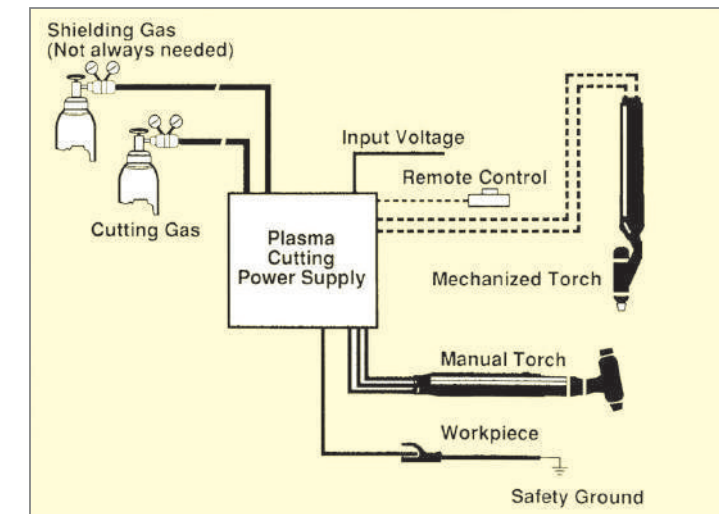 Shielding Gas
(Not always needed)
Input Voltage
Remote Control
Cutting Gas
Plasma
Cutting
Power Supply
Mechanized Torch
Manual Torch
Workpiece
Safety Ground